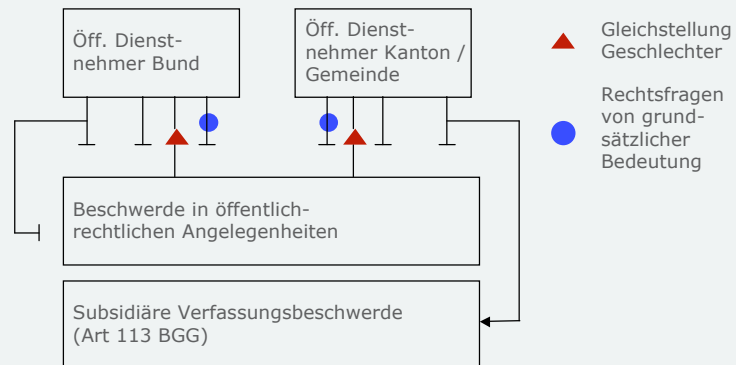 Öff. Dienst-
nehmer Bund
Öff. Dienst-
nehmer Kanton /
Gemeinde
Gleichstellung
Geschlechter
Rechtsfragen
von grund-
sätzlicher
Bedeutung
Beschwerde in öffentlich-
rechtlichen Angelegenheiten
Subsidiäre Verfassungsbeschwerde
(Art 113 BGG)